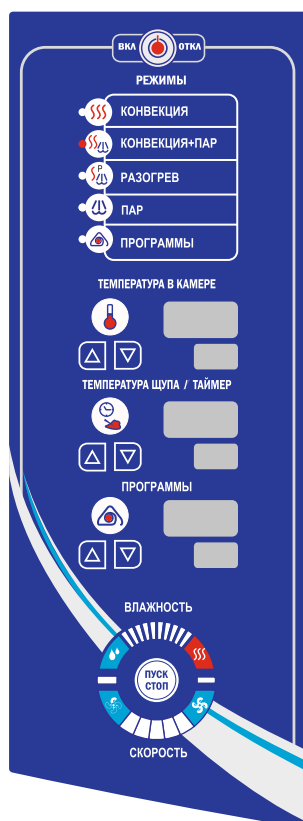 ВКЛ ОТКЛ
РЕЖИМЫ
КОНВЕКЦИЯ
КОНВЕКЦИЯ+ПАР
Р
РАЗОГРЕВ
ПАР
ПРОГРАММЫ
ТЕМПЕРАТУРА В КАМЕРЕ
ТЕМПЕРАТУРА ЩУПА / ТАЙМЕР
ПРОГРАММЫ
ВЛАЖНОСТЬ
ПУСК
СТОП
СКОРОСТЬ